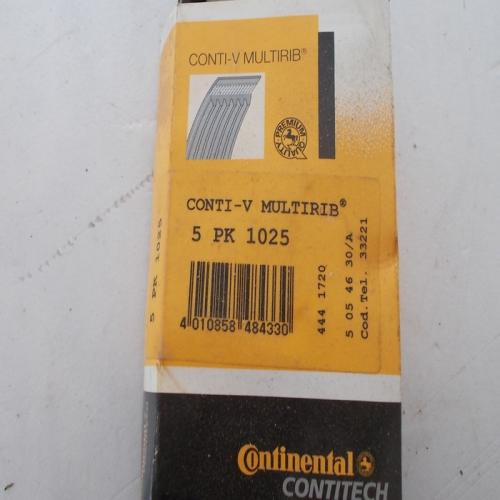 CONTI-V MULTIRIB®
PREMIUM
QUALITY
CONTI-V MULTIRIB®
5 PK 1025
4 010858 484330
444 1720
5 05 46 30/A
Cod.Tel. 33221
5 PK 1025
Continental
CONTITECH